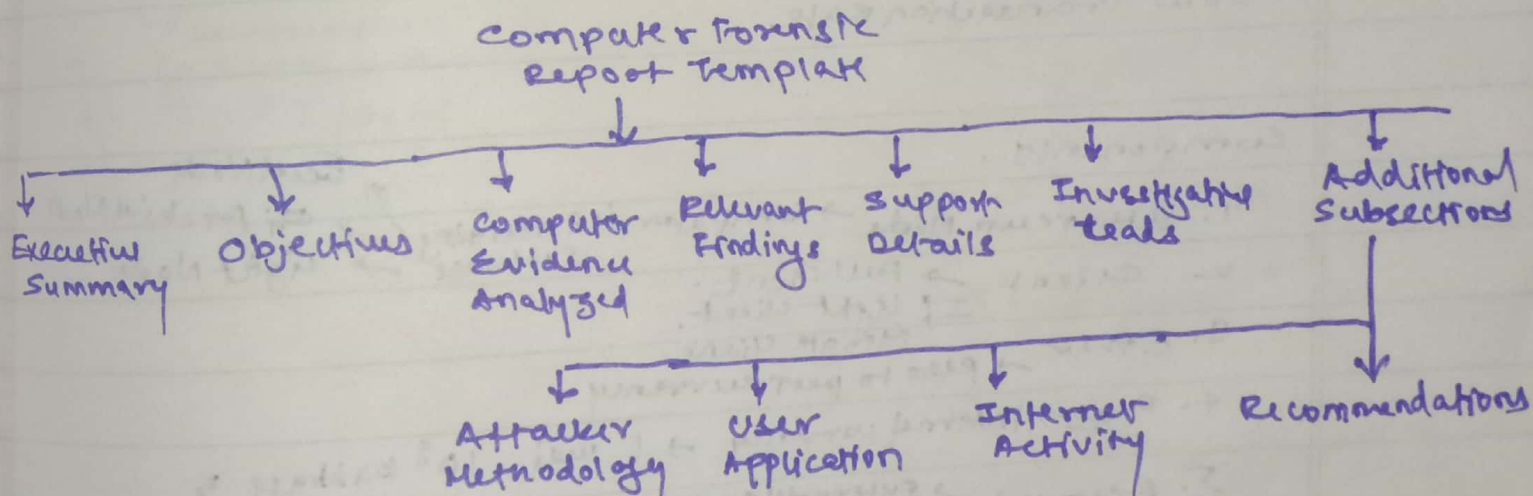 Computer Forensic
Report Template
Executive
Summary
Objectives
Computer
Evidence
Analyzed
Relevant
Findings
Support
Details
Investigative
Leads
Additional
Subsections
Attacker
Methodology
User
Application
Internet
Activity
Recommendations